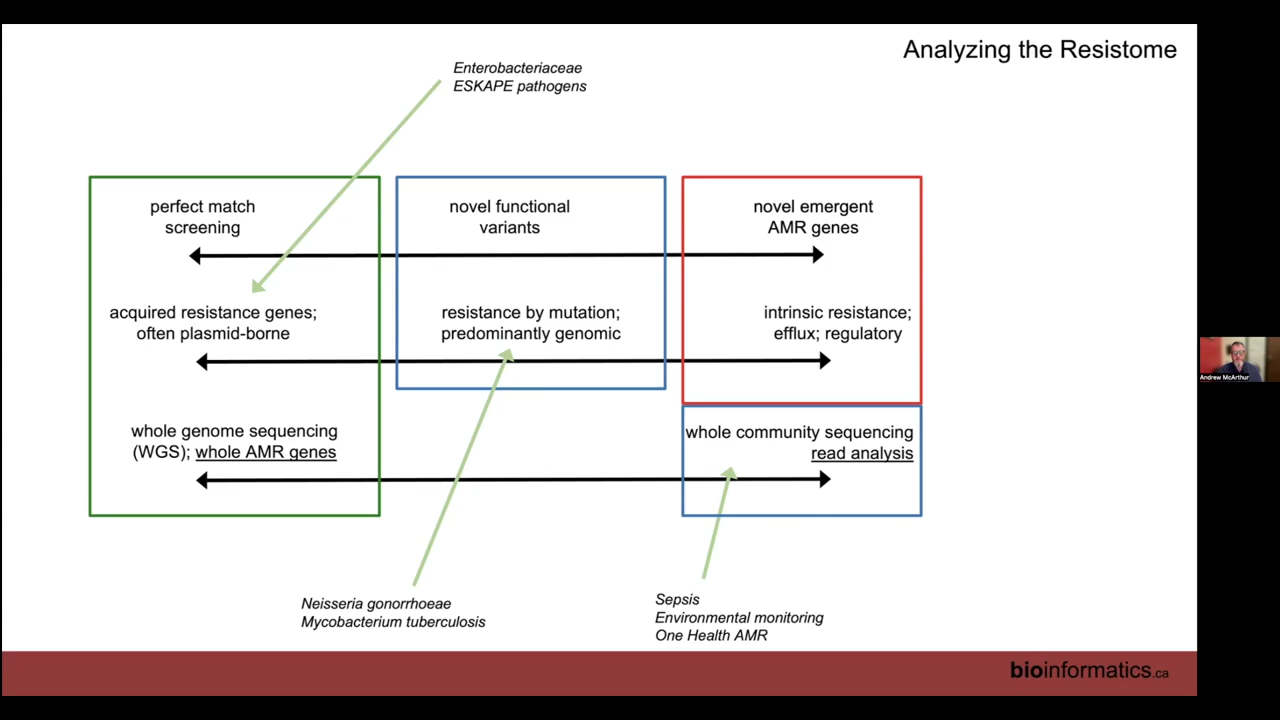 Analyzing the Resistome
Enterobacteriaceae
ESKAPE pathogens
perfect match
screening
novel functional
variants
novel emergent
AMR genes
acquired resistance genes;
often plasmid-borne
resistance by mutation;
predominantly genomic
intrinsic resistance;
efflux; regulatory
whole genome sequencing
(WGS); whole AMR genes
whole community sequencing
read analysis
Neisseria gonorrhoeae
Mycobacterium tuberculosis
Sepsis
Environmental monitoring
One Health AMR
bioinformatics.ca
Andrew McArthur